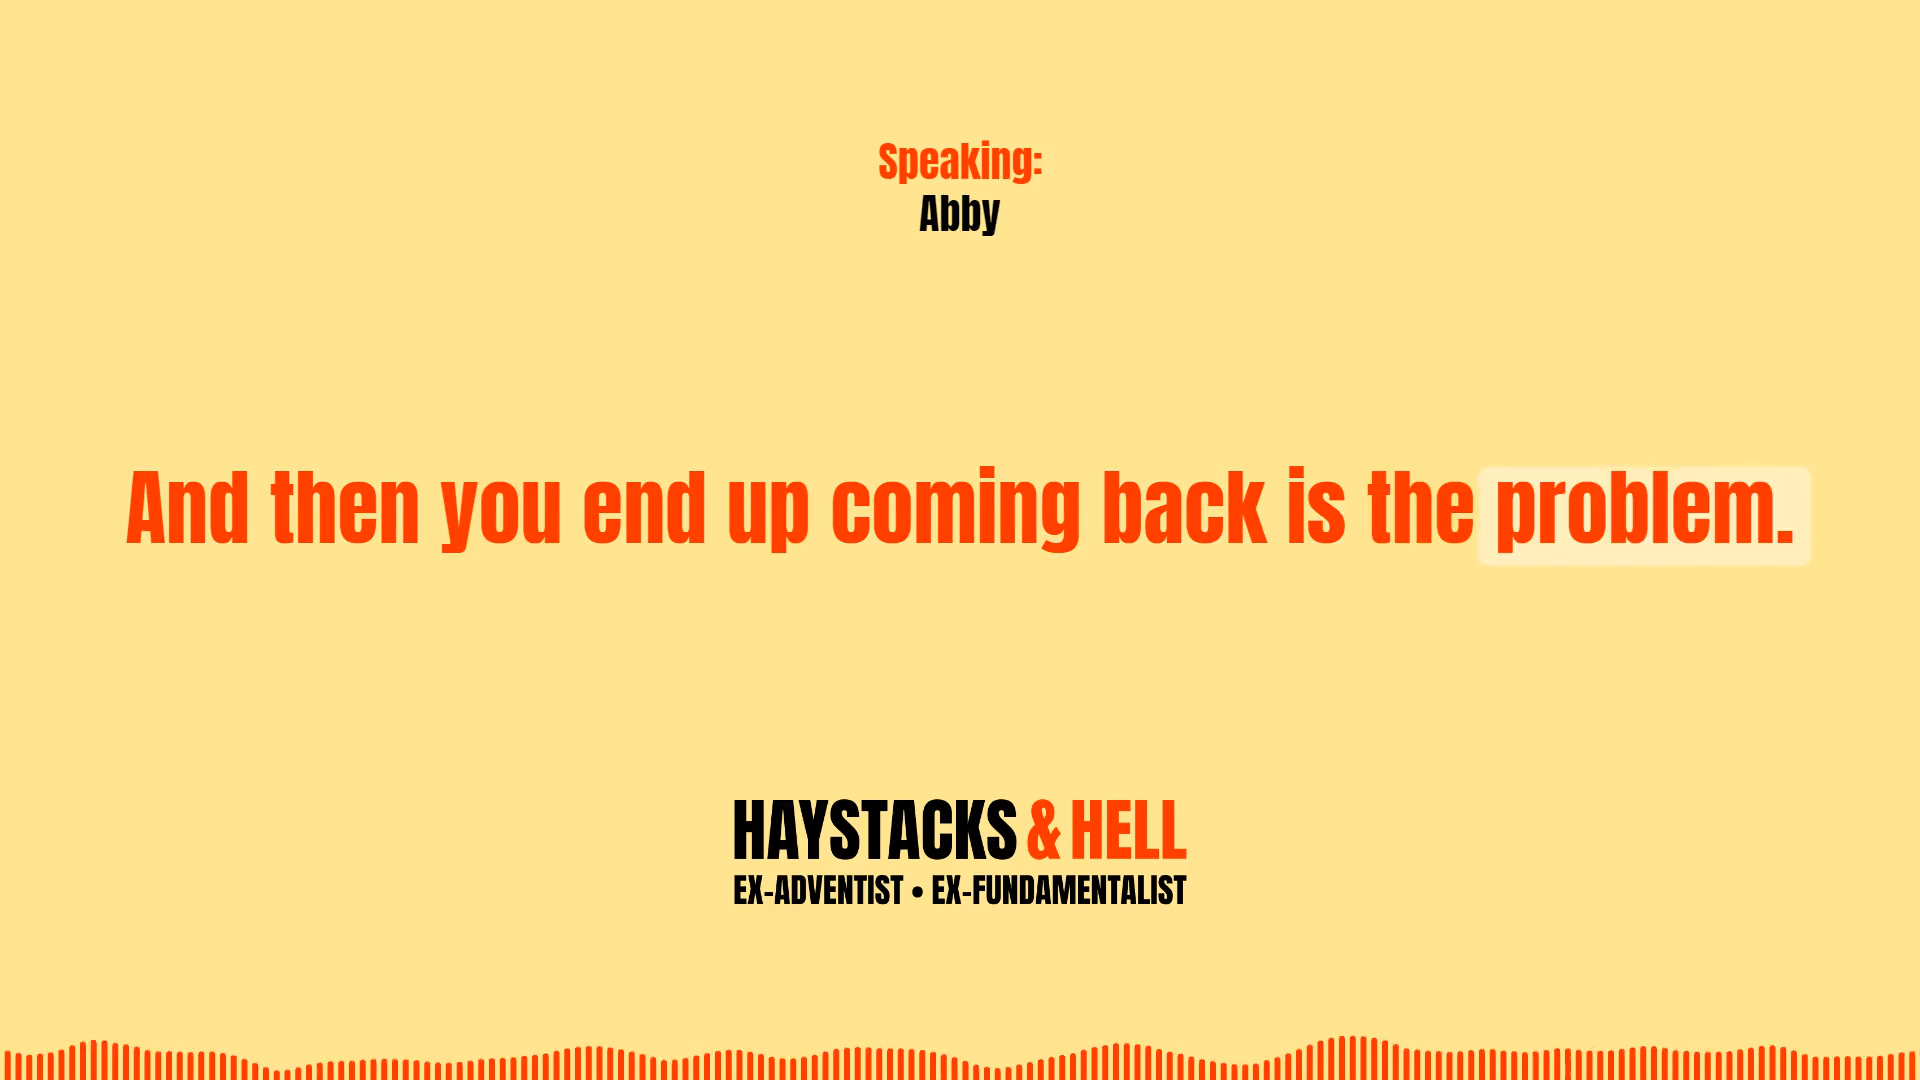 Speaking:
Abby
And then you end up coming back is the problem.
HAYSTACKS & HELL
EX-ADVENTIST • EX-FUNDAMENTALIST